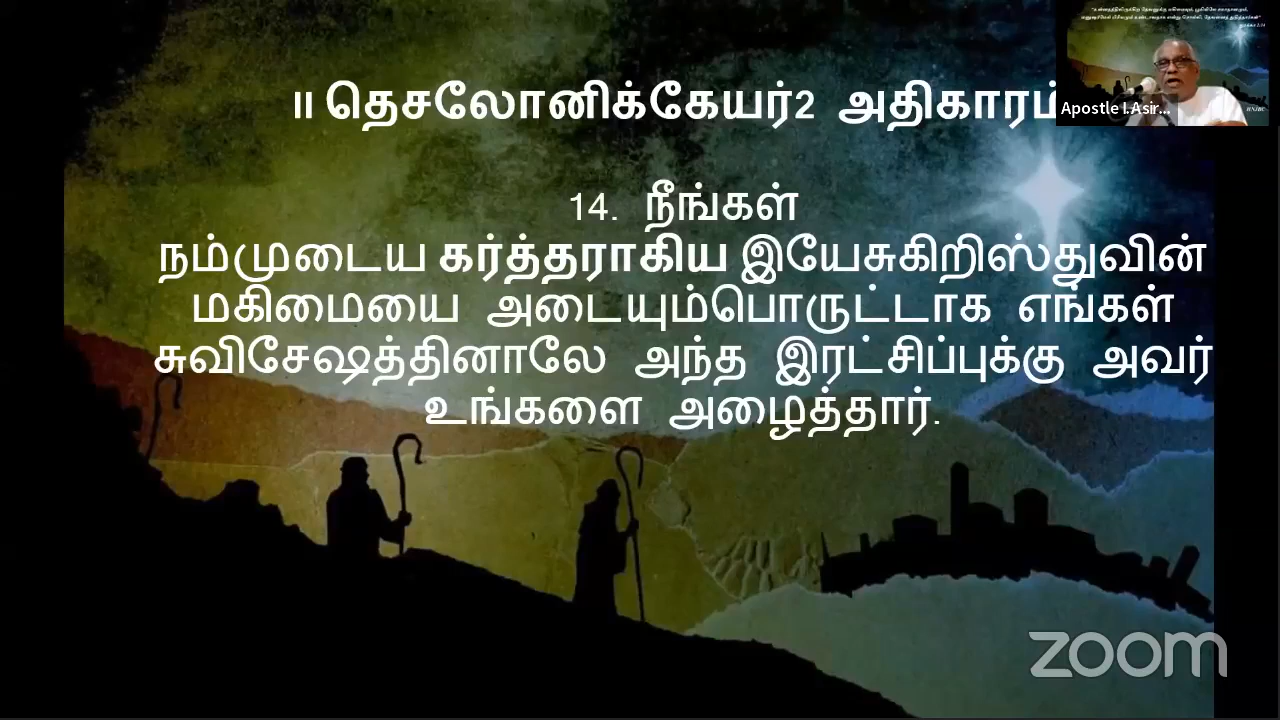 II தெசலோனிக்கேயர்2 அதிகாரம்
14. நீங்கள்
நம்முடைய கர்த்தராகிய இயேசுகிறிஸ்துவின்
மகிமையை அடையும்பொருட்டாக எங்கள்
சுவிசேஷத்தினாலே அந்த இரட்சிப்புக்கு அவர்
உங்களை அழைத்தார்.
Apostle I.Asir...
zoom